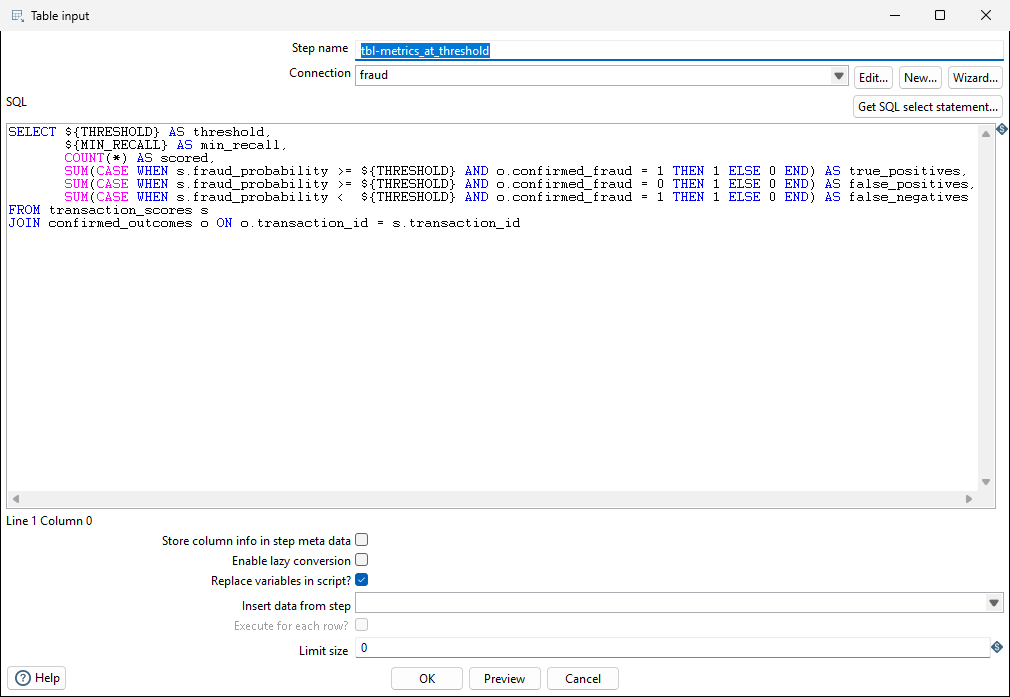 Table input
Step name tbl-metrics_at_threshold
Connection fraud Edit... New... Wizard...
SQL Get SQL select statement...
SELECT ${THRESHOLD} AS threshold,
       ${MIN_RECALL} AS min_recall,
       COUNT(*) AS scored,
       SUM(CASE WHEN s.fraud_probability >= ${THRESHOLD} AND o.confirmed_fraud = 1 THEN 1 ELSE 0 END) AS true_positives,
       SUM(CASE WHEN s.fraud_probability >= ${THRESHOLD} AND o.confirmed_fraud = 0 THEN 1 ELSE 0 END) AS false_positives,
       SUM(CASE WHEN s.fraud_probability <  ${THRESHOLD} AND o.confirmed_fraud = 1 THEN 1 ELSE 0 END) AS false_negatives
FROM transaction_scores s
JOIN confirmed_outcomes o ON o.transaction_id = s.transaction_id
Line 1 Column 0
Store column info in step meta data
Enable lazy conversion
Replace variables in script?
Insert data from step
Execute for each row?
Limit size 0
Help OK Preview Cancel